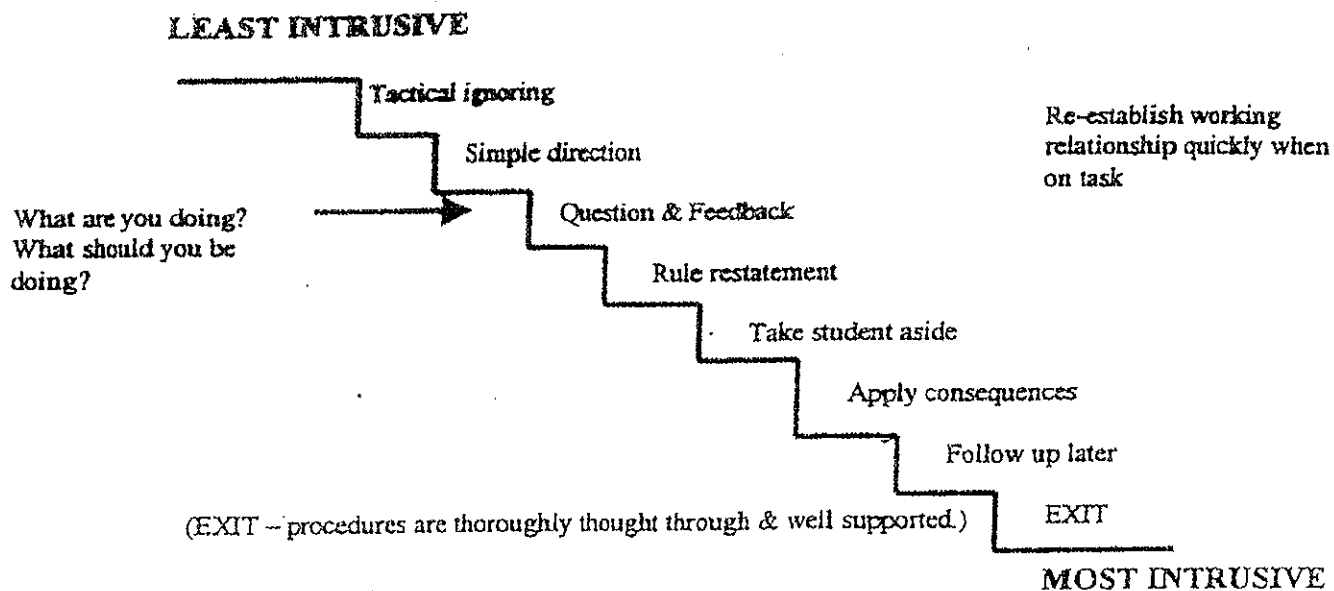 LEAST INTRUSIVE
Tactical ignoring
Re-establish working
relationship quickly when
on task
Simple direction
What are you doing?
What should you be
doing?
Question & Feedback
Rule restatement
Take student aside
Apply consequences
Follow up later
(EXIT – procedures are thoroughly thought through & well supported.)
EXIT
MOST INTRUSIVE